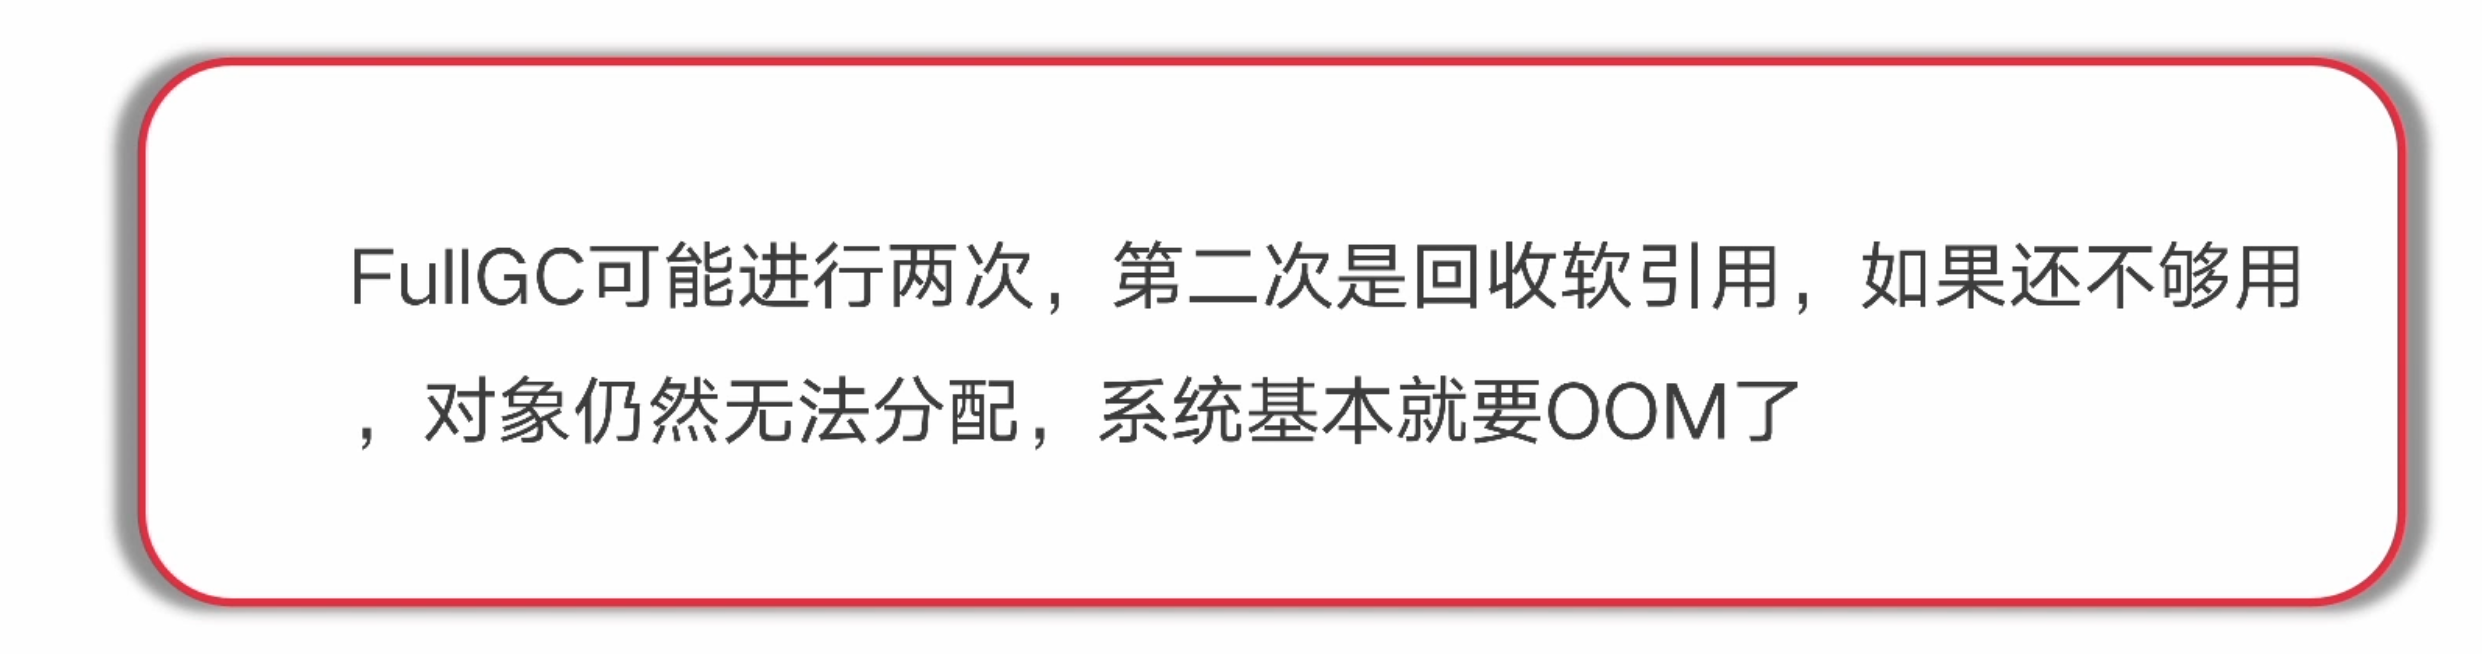 FullGC可能进行两次，第二次是回收软引用，如果还不够用
，对象仍然无法分配，系统基本就要OOM了